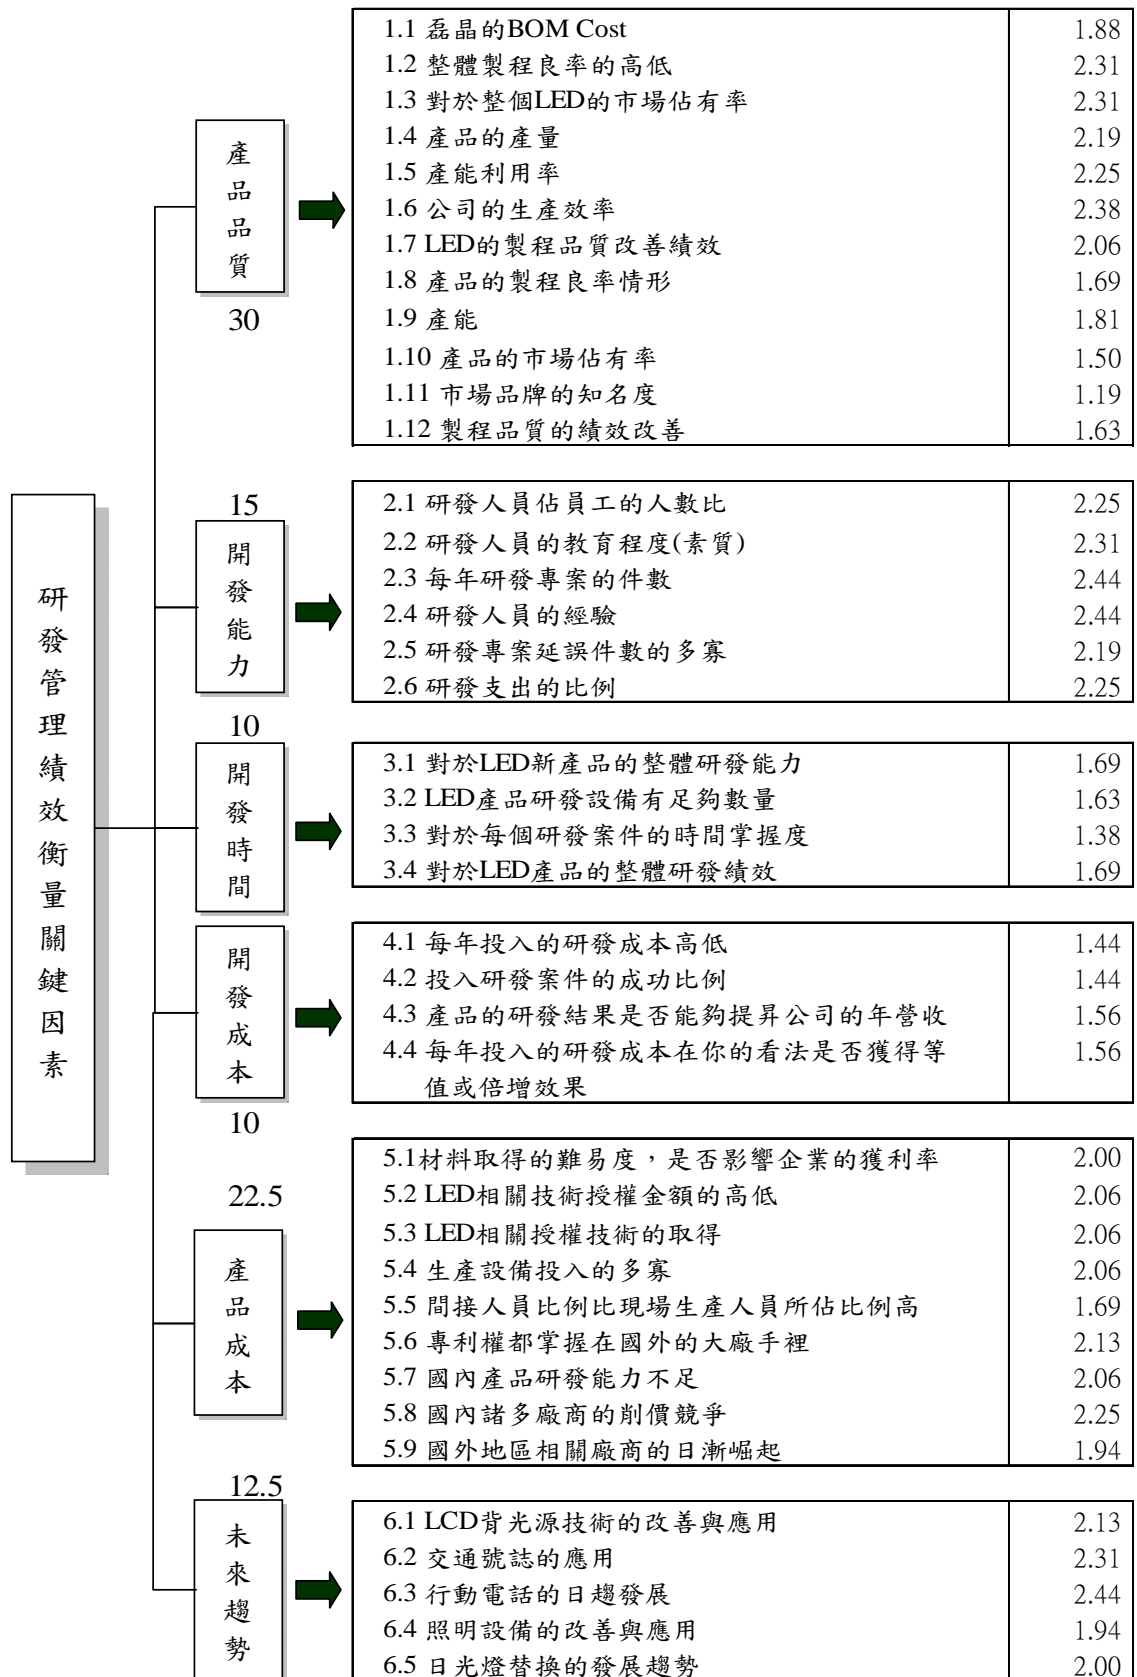 研發管理績效衡量關鍵因素
產品品質
30
1.1 磊晶的BOM Cost 1.88
1.2 整體製程良率的高低 2.31
1.3 對於整個LED的市場佔有率 2.31
1.4 產品的產量 2.19
1.5 產能利用率 2.25
1.6 公司的生產效率 2.38
1.7 LED的製程品質改善績效 2.06
1.8 產品的製程良率情形 1.69
1.9 產能 1.81
1.10 產品的市場佔有率 1.50
1.11 市場品牌的知名度 1.19
1.12 製程品質的績效改善 1.63
15
開發能力
2.1 研發人員佔員工的人數比 2.25
2.2 研發人員的教育程度(素質) 2.31
2.3 每年研發專案的件數 2.44
2.4 研發人員的經驗 2.44
2.5 研發專案延誤件數的多寡 2.19
2.6 研發支出的比例 2.25
10
開發時間
3.1 對於LED新產品的整體研發能力 1.69
3.2 LED產品研發設備有足夠數量 1.63
3.3 對於每個研發案件的時間掌握度 1.38
3.4 對於LED產品的整體研發績效 1.69
開發成本
10
4.1 每年投入的研發成本高低 1.44
4.2 投入研發案件的成功比例 1.44
4.3 產品的研發結果是否能夠提昇公司的年營收 1.56
4.4 每年投入的研發成本在你的看法是否獲得等 1.56
值或倍增效果
22.5
產品成本
5.1材料取得的難易度，是否影響企業的獲利率 2.00
5.2 LED相關技術授權金額的高低 2.06
5.3 LED相關授權技術的取得 2.06
5.4 生產設備投入的多寡 2.06
5.5 間接人員比例比現場生產人員所佔比例高 1.69
5.6 專利權都掌握在國外的大廠手裡 2.13
5.7 國內產品研發能力不足 2.06
5.8 國內諸多廠商的削價競爭 2.25
5.9 國外地區相關廠商的日漸崛起 1.94
12.5
未來趨勢
6.1 LCD背光源技術的改善與應用 2.13
6.2 交通號誌的應用 2.31
6.3 行動電話的日趨發展 2.44
6.4 照明設備的改善與應用 1.94
6.5 日光燈替換的發展趨勢 2.00